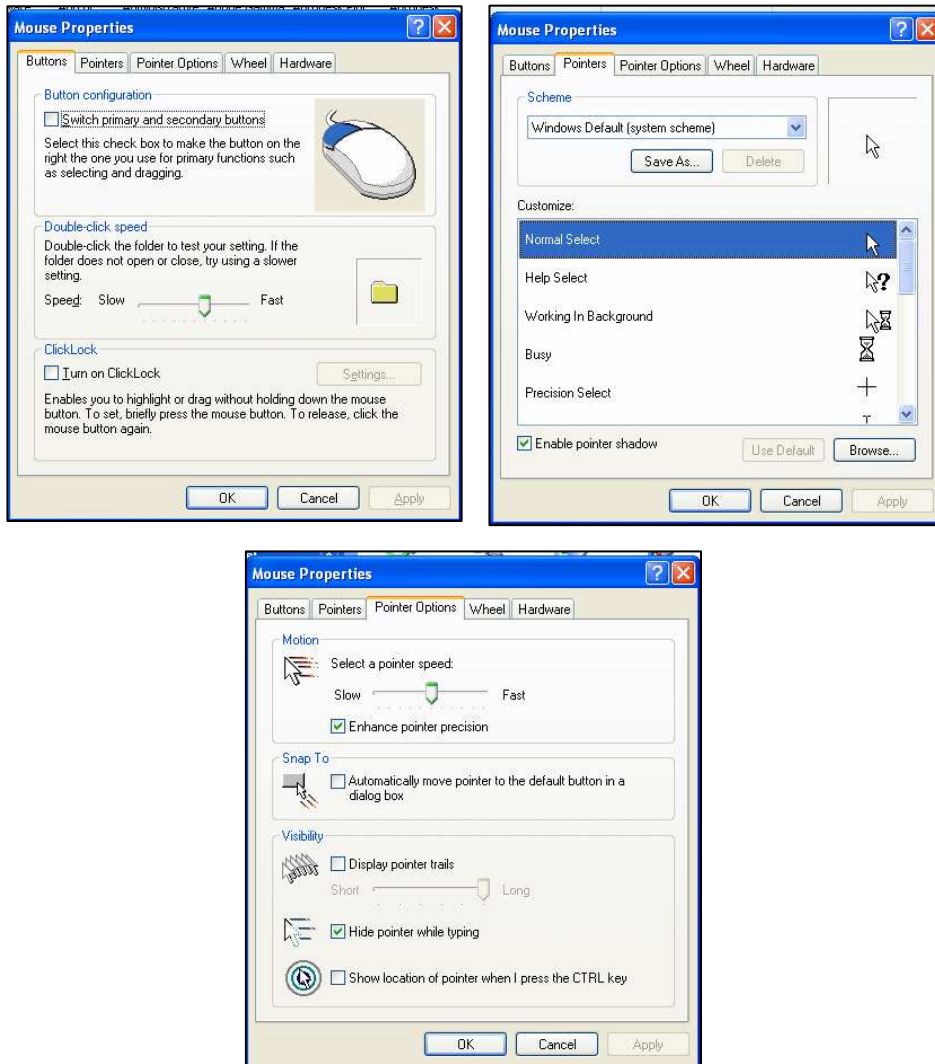 Mouse Properties
Buttons Pointers Pointer Options Wheel Hardware
Button configuration
Switch primary and secondary buttons
Select this check box to make the button on the
right the one you use for primary functions such
as selecting and dragging.
Double-click speed
Double-click the folder to test your setting. If the
folder does not open or close, try using a slower
setting.
Speed: Slow Fast
ClickLock
Turn on ClickLock Settings...
Enables you to highlight or drag without holding down the mouse
button. To set, briefly press the mouse button. To release, click the
mouse button again.
OK Cancel Apply
Mouse Properties
Buttons Pointers Pointer Options Wheel Hardware
Scheme
Windows Default (system scheme)
Save As... Delete
Customize:
Normal Select
Help Select
Working In Background
Busy
Precision Select
Enable pointer shadow Use Default Browse...
OK Cancel Apply
Mouse Properties
Buttons Pointers Pointer Options Wheel Hardware
Motion
Select a pointer speed:
Slow Fast
Enhance pointer precision
Snap To
Automatically move pointer to the default button in a
dialog box
Visibility
Display pointer trails
Short Long
Hide pointer while typing
Show location of pointer when I press the CTRL key
OK Cancel Apply